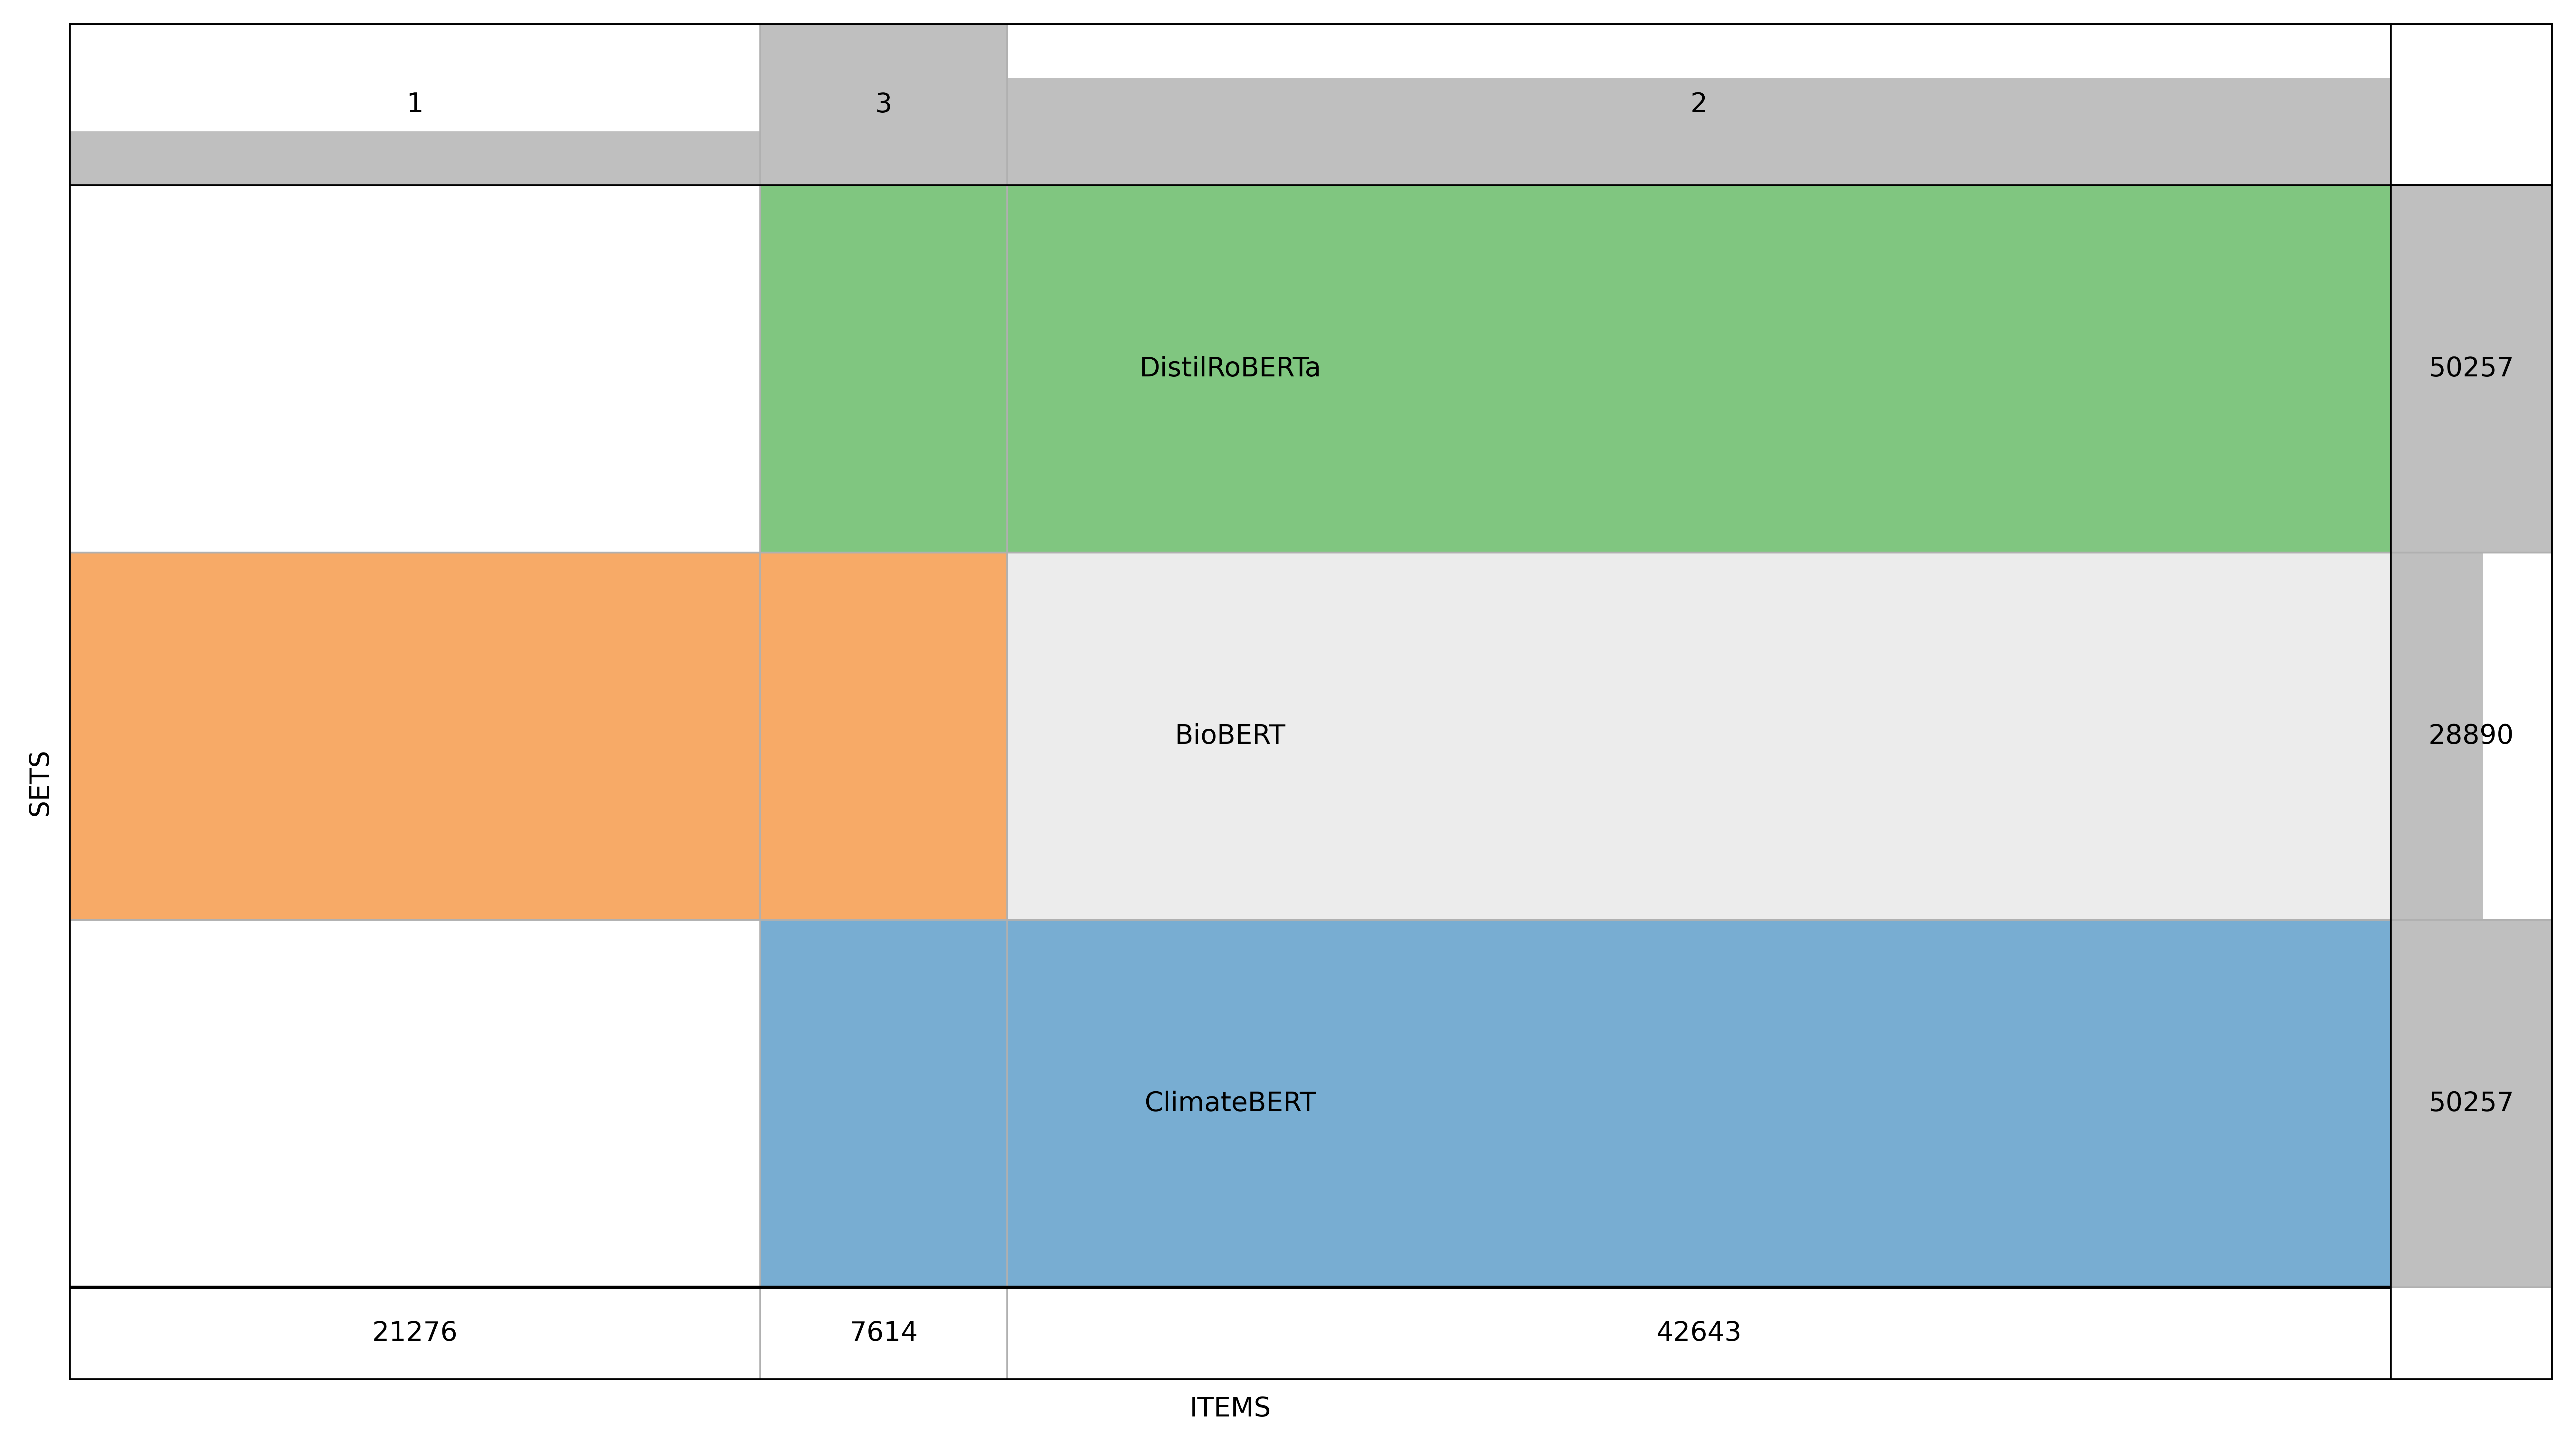 1 3 2
DistilRoBERTa 50257
BioBERT 28890
SETS
ClimateBERT 50257
21276 7614 42643
ITEMS